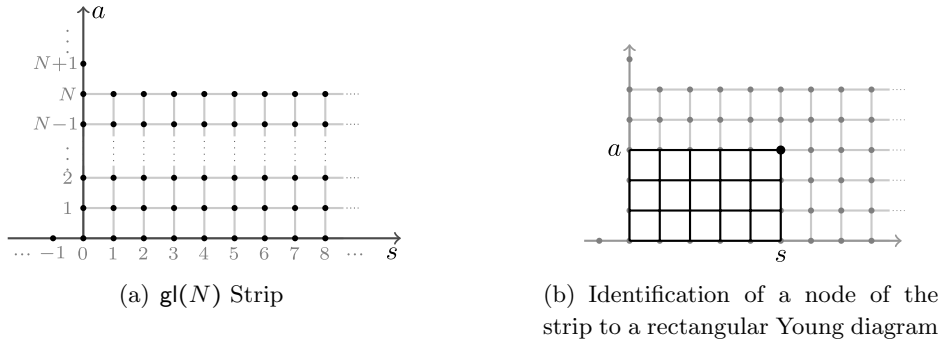 a
⋮
N+1
N
N−1
⋮
2
1
··· −1 0 1 2 3 4 5 6 7 8 ··· s
(a) gl(N) Strip
a
s
(b) Identification of a node of the
strip to a rectangular Young diagram